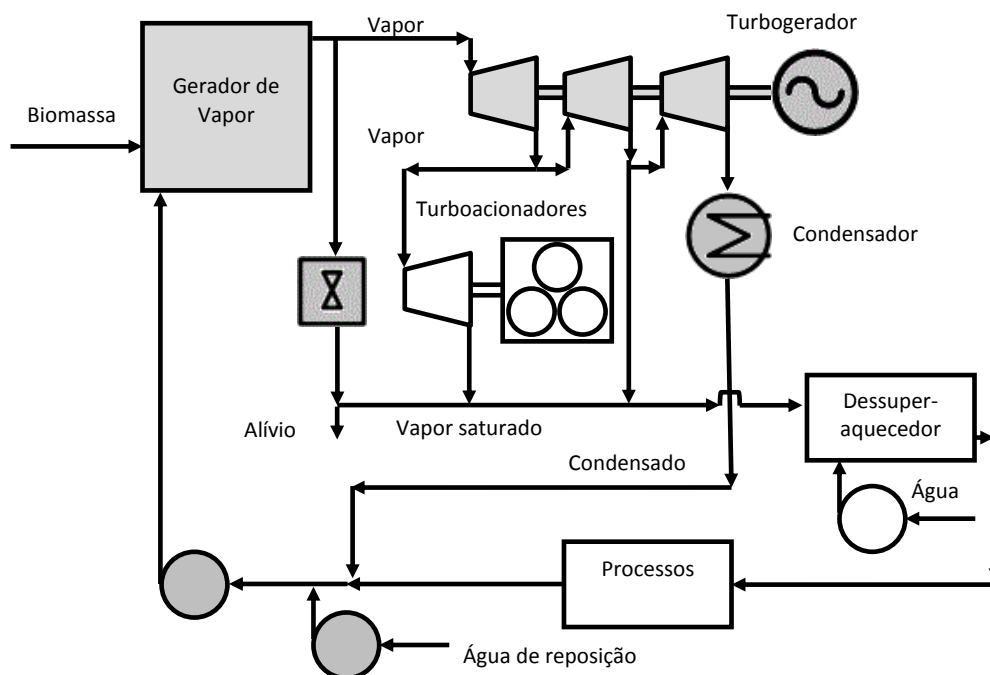 Vapor
Turbogerador
Gerador de
Vapor
Biomassa
Vapor
Turboacionadores
Condensador
Dessuper-
aquecedor
Alívio
Vapor saturado
Condensado
Água
Processos
Água de reposição